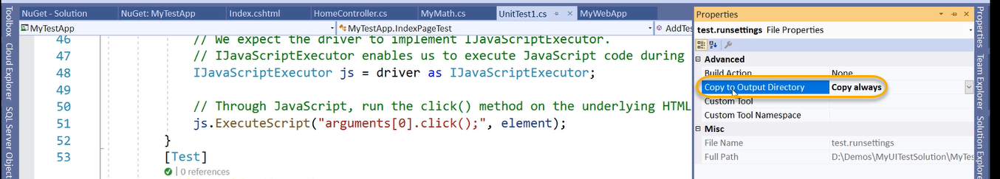 NuGet - Solution NuGet: MyTestApp Index.cshtml HomeController.cs MyMath.cs UnitTest1.cs MyWebApp
MyTestApp MyTestApp.IndexPageTest AddTes
46 // We expect the driver to implement IJavaScriptExecutor.
47 // IJavaScriptExecutor enables us to execute JavaScript code during
48 IJavaScriptExecutor js = driver as IJavaScriptExecutor;
49
50 // Through JavaScript, run the click() method on the underlying HTML
51 js.ExecuteScript("arguments[0].click();", element);
52 }
53 [Test]
0 references
Toolbox
Cloud Explorer
SQL Server Object
Properties
test.runsettings File Properties
Advanced
Build Action None
Copy to Output Directory Copy always
Custom Tool
Custom Tool Namespace
Misc
File Name test.runsettings
Full Path D:\Demos\MyUITestSolution\MyTes
Properties
Team Explorer
Solution Explore